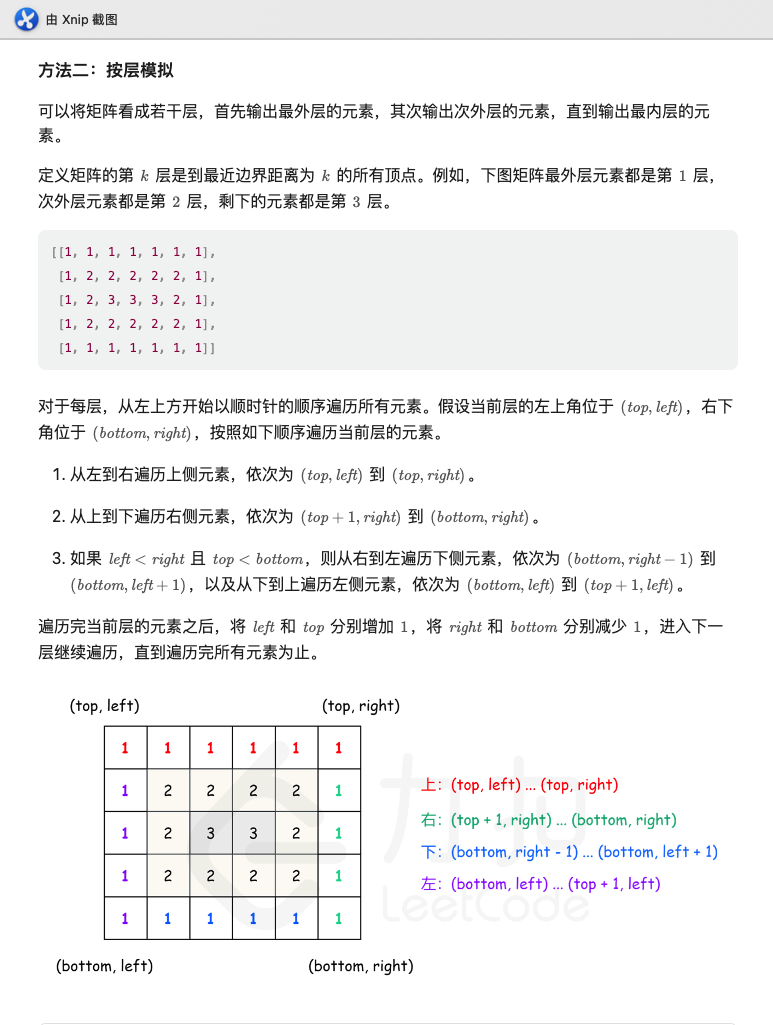 由 Xnip 截图
方法二：按层模拟
可以将矩阵看成若干层，首先输出最外层的元素，其次输出次外层的元素，直到输出最内层的元
素。
定义矩阵的第 k 层是到最近边界距离为 k 的所有顶点。例如，下图矩阵最外层元素都是第 1 层，
次外层元素都是第 2 层，剩下的元素都是第 3 层。
[[1, 1, 1, 1, 1, 1, 1],
[1, 2, 2, 2, 2, 2, 1],
[1, 2, 3, 3, 3, 2, 1],
[1, 2, 2, 2, 2, 2, 1],
[1, 1, 1, 1, 1, 1, 1]]
对于每层，从左上方开始以顺时针的顺序遍历所有元素。假设当前层的左上角位于 (top, left)，右下
角位于 (bottom, right)，按照如下顺序遍历当前层的元素。
1. 从左到右遍历上侧元素，依次为 (top, left) 到 (top, right)。
2. 从上到下遍历右侧元素，依次为 (top + 1, right) 到 (bottom, right)。
3. 如果 left < right 且 top < bottom，则从右到左遍历下侧元素，依次为 (bottom, right − 1) 到
(bottom, left + 1)，以及从下到上遍历左侧元素，依次为 (bottom, left) 到 (top + 1, left)。
遍历完当前层的元素之后，将 left 和 top 分别增加 1，将 right 和 bottom 分别减少 1，进入下一
层继续遍历，直到遍历完所有元素为止。
(top, left) (top, right)
1 1 1 1 1 1
1 2 2 2 2 1
1 2 3 3 2 1
1 2 2 2 2 1
1 1 1 1 1 1
(bottom, left) (bottom, right)
上：(top, left) ... (top, right)
右：(top + 1, right) ... (bottom, right)
下：(bottom, right - 1) ... (bottom, left + 1)
左：(bottom, left) ... (top + 1, left)
力扣
LeetCode